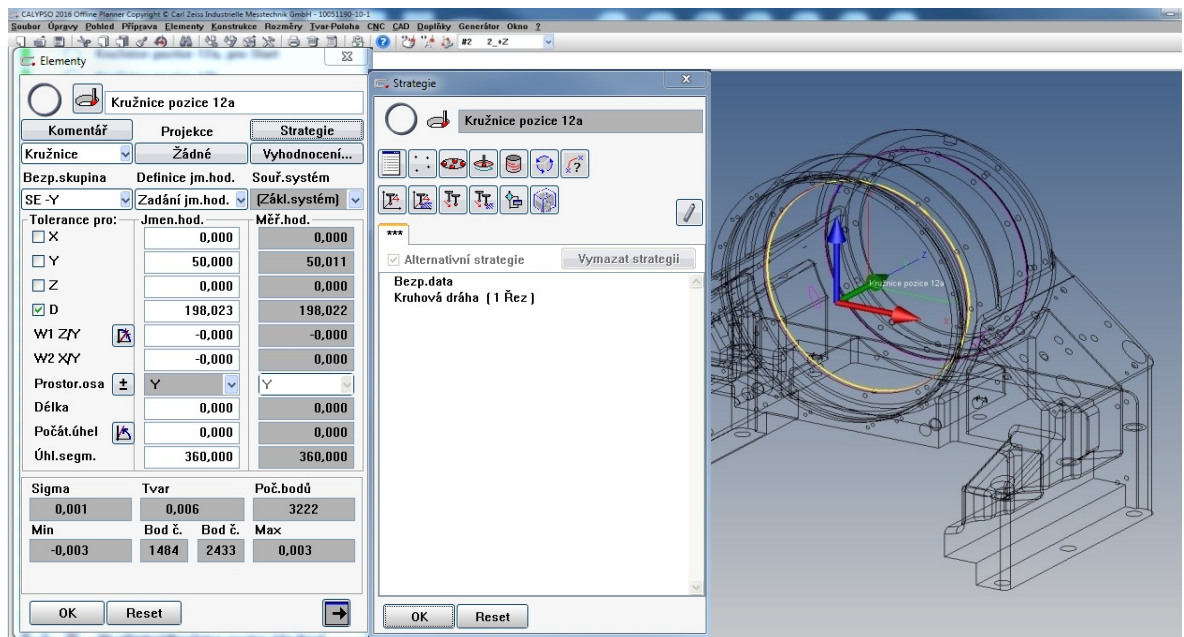 CALYPSO 2016 Offline Planner Copyright © Carl Zeiss Industrielle Messtechnik GmbH - 10051190-10-1
Soubor Úpravy Pohled Příprava Elementy Konstrukce Rozměry Tvar-Poloha CNC CAD Doplňky Generátor Okno ?
#2 2_+Z
Elementy
Kružnice pozice 12a
Komentář Projekce Strategie
Kružnice Žádné Vyhodnocení...
Bezp.skupina Definice jm.hod. Souř.systém
SE -Y Zadání jm.hod. (Zákl.systém)
Tolerance pro: Jmen.hod. Měř.hod.
X 0,000 0,000
Y 50,000 50,011
Z 0,000 0,000
D 198,023 198,022
W1 Z/Y -0,000 -0,000
W2 X/Y -0,000 0,000
Prostor.osa ± Y Y
Délka 0,000 0,000
Počát.úhel 0,000 0,000
Úhl.segm. 360,000 360,000
Sigma Tvar Poč.bodů
0,001 0,006 3222
Min Bod č. Bod č. Max
-0,003 1484 2433 0,003
OK Reset
Strategie
Kružnice pozice 12a
***
Alternativní strategie Vymazat strategii
Bezp.data
Kruhová dráha ( 1 Řez )
OK Reset
Z
Kružnice pozice 12a
X